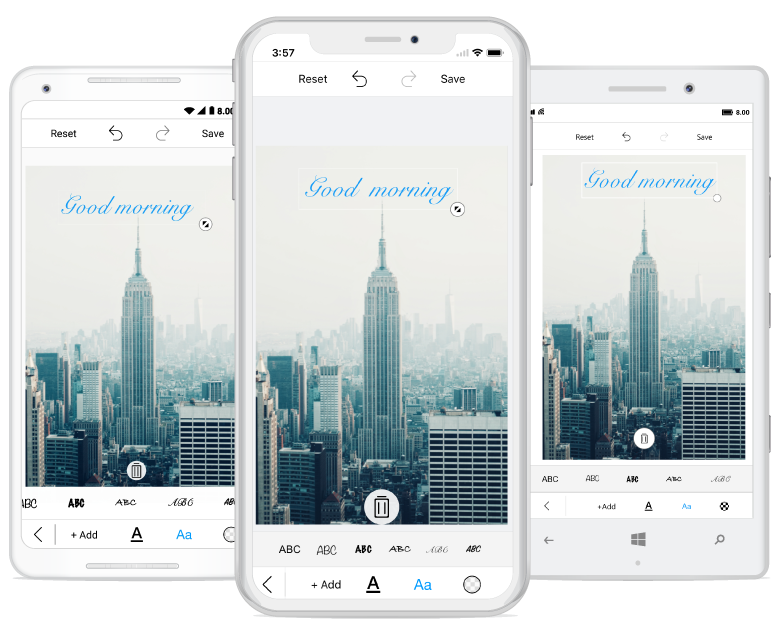 8.00
Reset Save
Good morning
ABC ABC ABC ABC AB
+ Add A Aa
3:57
Reset Save
Good morning
ABC ABC ABC ABC ABC ABC
+ Add A Aa
8.00
Reset Save
Good morning
ABC ABC ABC ABC ABC
+Add A Aa